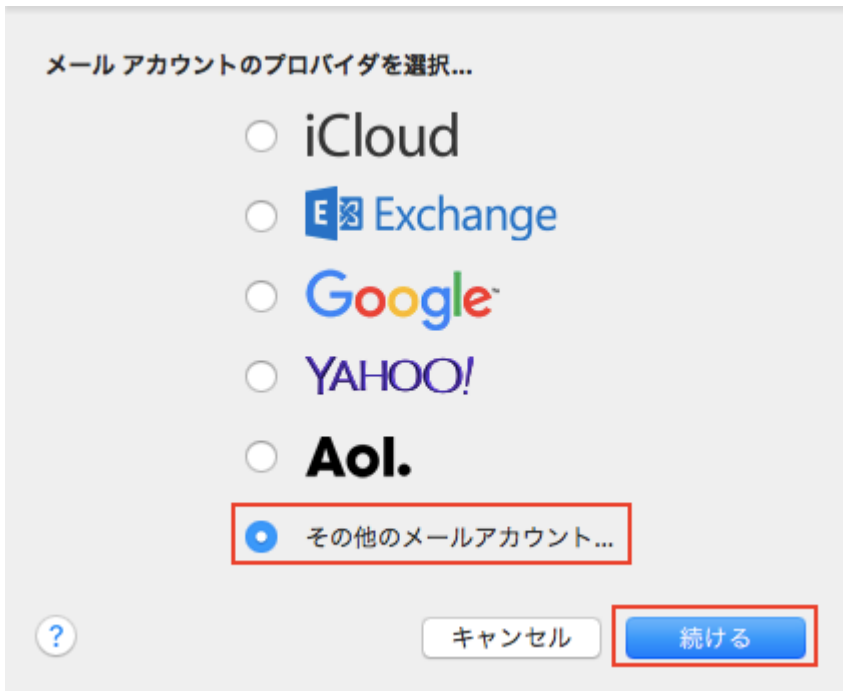 メール アカウントのプロバイダを選択...
iCloud
E Exchange
Google™
YAHOO!
Aol.
その他のメールアカウント...
? キャンセル 続ける